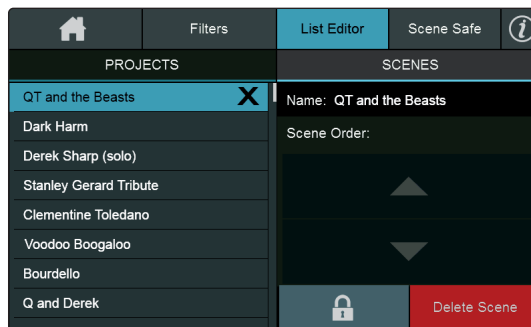 Filters
List Editor
Scene Safe
i
PROJECTS
SCENES
QT and the Beasts X
Dark Harm
Derek Sharp (solo)
Stanley Gerard Tribute
Clementine Toledano
Voodoo Boogaloo
Bourdello
Q and Derek
Name: QT and the Beasts
Scene Order:
Delete Scene